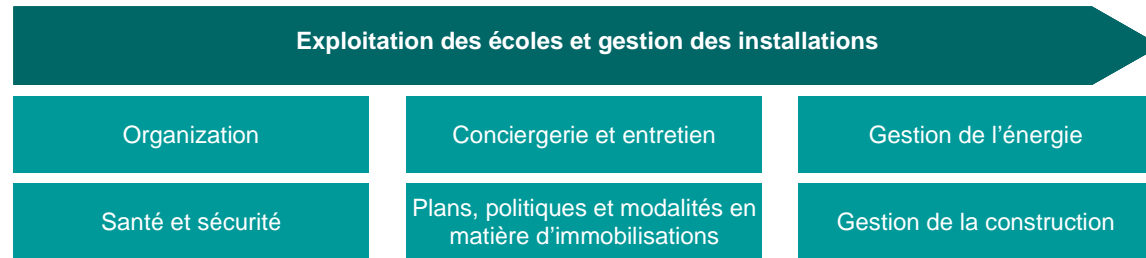 Exploitation des écoles et gestion des installations
Organization
Conciergerie et entretien
Gestion de l’énergie
Santé et sécurité
Plans, politiques et modalités en
matière d’immobilisations
Gestion de la construction